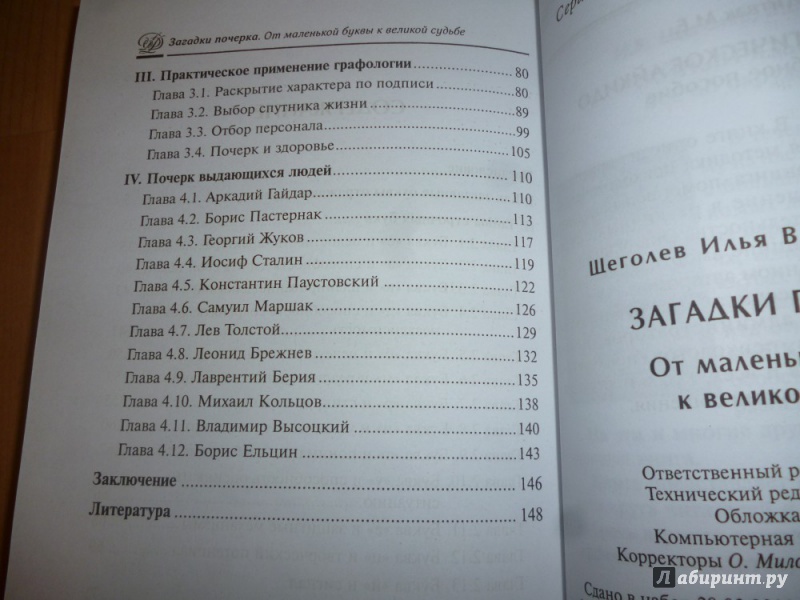 Загадки почерка. От маленькой буквы к великой судьбе
III. Практическое применение графологии 80
Глава 3.1. Раскрытие характера по подписи 80
Глава 3.2. Выбор спутника жизни 89
Глава 3.3. Отбор персонала 99
Глава 3.4. Почерк и здоровье 105
IV. Почерк выдающихся людей 110
Глава 4.1. Аркадий Гайдар 110
Глава 4.2. Борис Пастернак 113
Глава 4.3. Георгий Жуков 117
Глава 4.4. Иосиф Сталин 119
Глава 4.5. Константин Паустовский 122
Глава 4.6. Самуил Маршак 126
Глава 4.7. Лев Толстой 129
Глава 4.8. Леонид Брежнев 132
Глава 4.9. Лаврентий Берия 135
Глава 4.10. Михаил Кольцов 138
Глава 4.11. Владимир Высоцкий 140
Глава 4.12. Борис Ельцин 143
Заключение 146
Литература 148
Щеголев Илья В
ЗАГАДКИ П
От малень
к велико
Ответственный р
Технический ред
Обложка
Компьютерная
Корректоры О. Мило
Сдано в набо
Лабиринт.ру